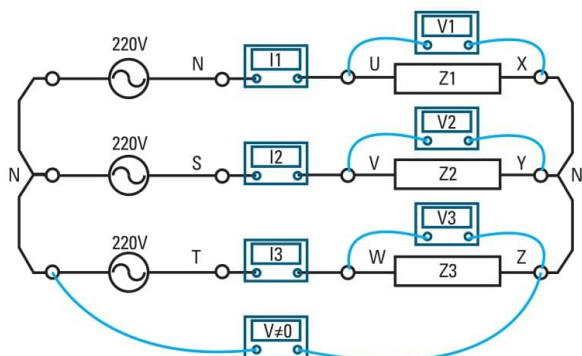 V1
220V N I1 U X
Z1
V2
220V S I2 V Y
Z2
N N
V3
220V T I3 W Z
Z3
V≠0